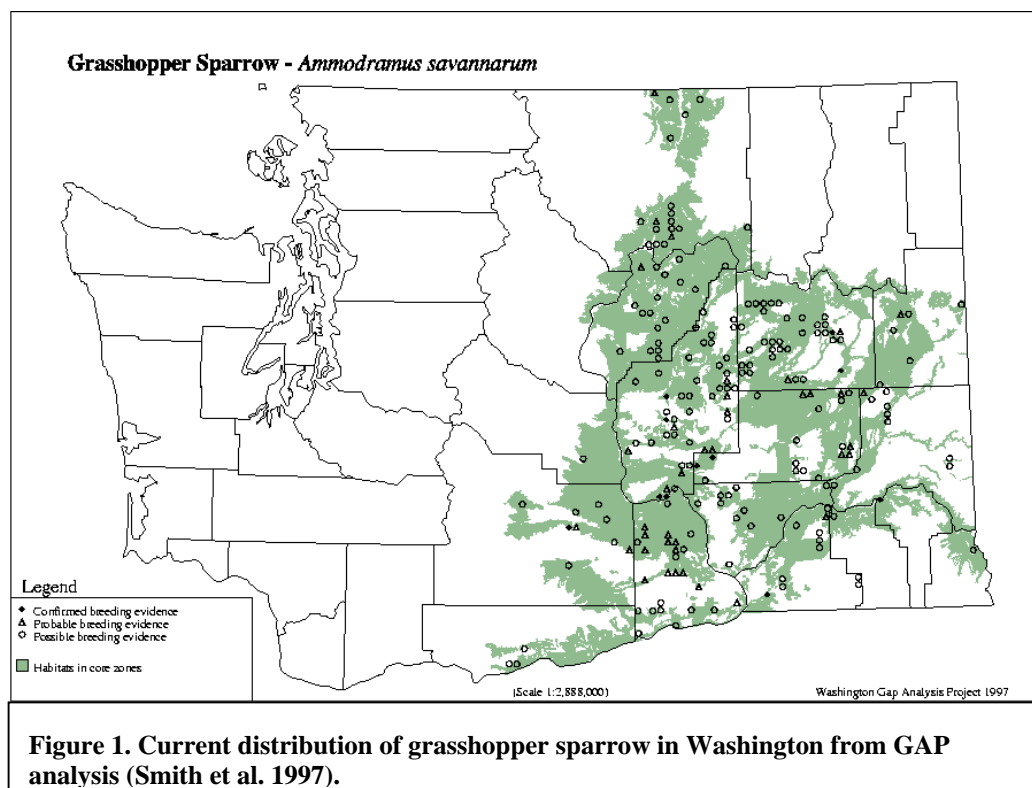 Grasshopper Sparrow - Ammodramus savannarum
Legend
Confirmed breeding evidence
Probable breeding evidence
Possible breeding evidence
Habitats in core zones
(Scale 1:2,888,000)
Washington Gap Analysis Project 1997
Figure 1. Current distribution of grasshopper sparrow in Washington from GAP
analysis (Smith et al. 1997).